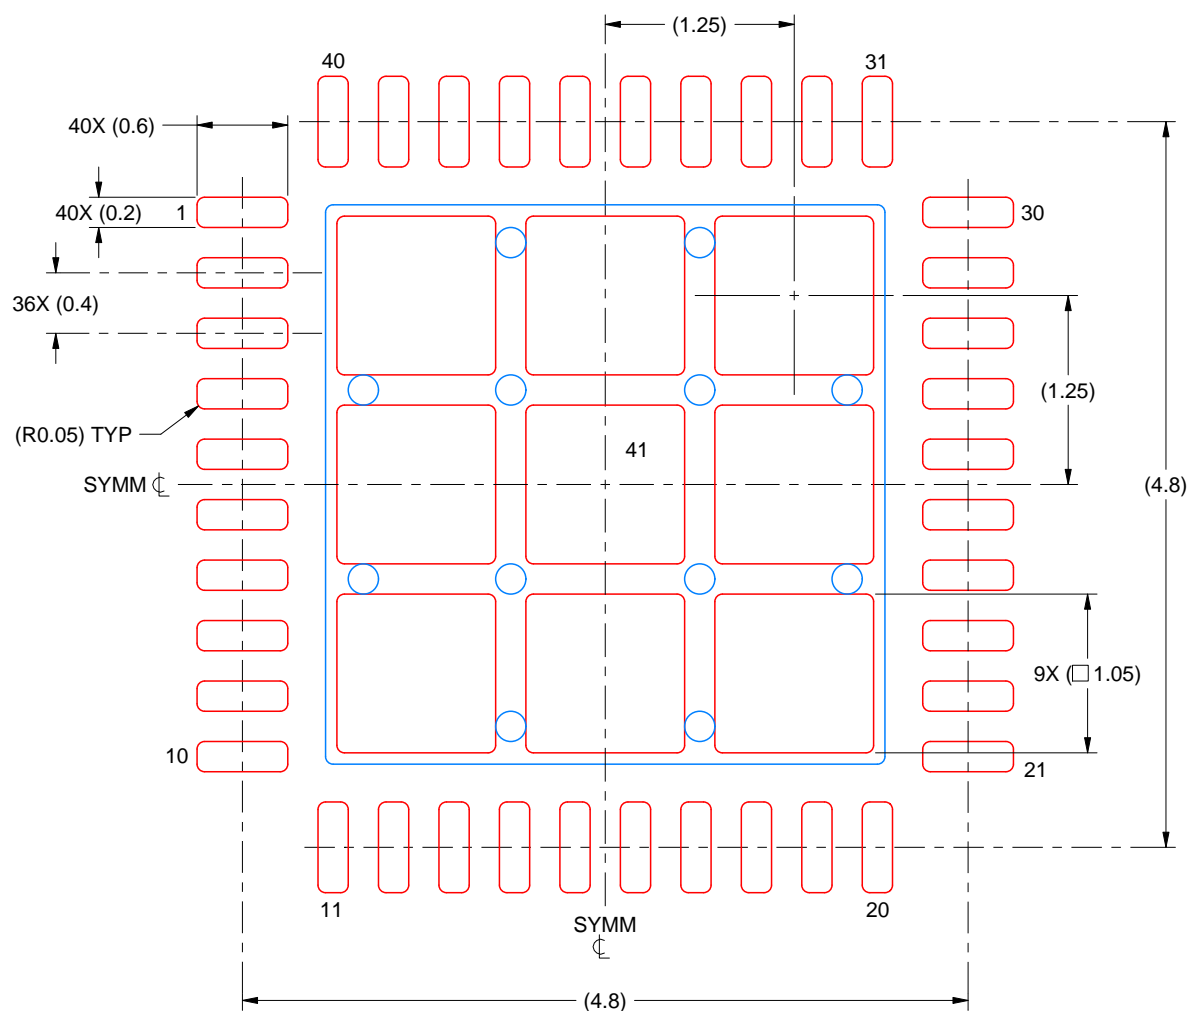 (1.25)
40
31
40X (0.6)
40X (0.2)
1
30
36X (0.4)
(1.25)
(R0.05) TYP
41
SYMM ℄
(4.8)
9X (□ 1.05)
10
21
11
20
SYMM
℄
(4.8)